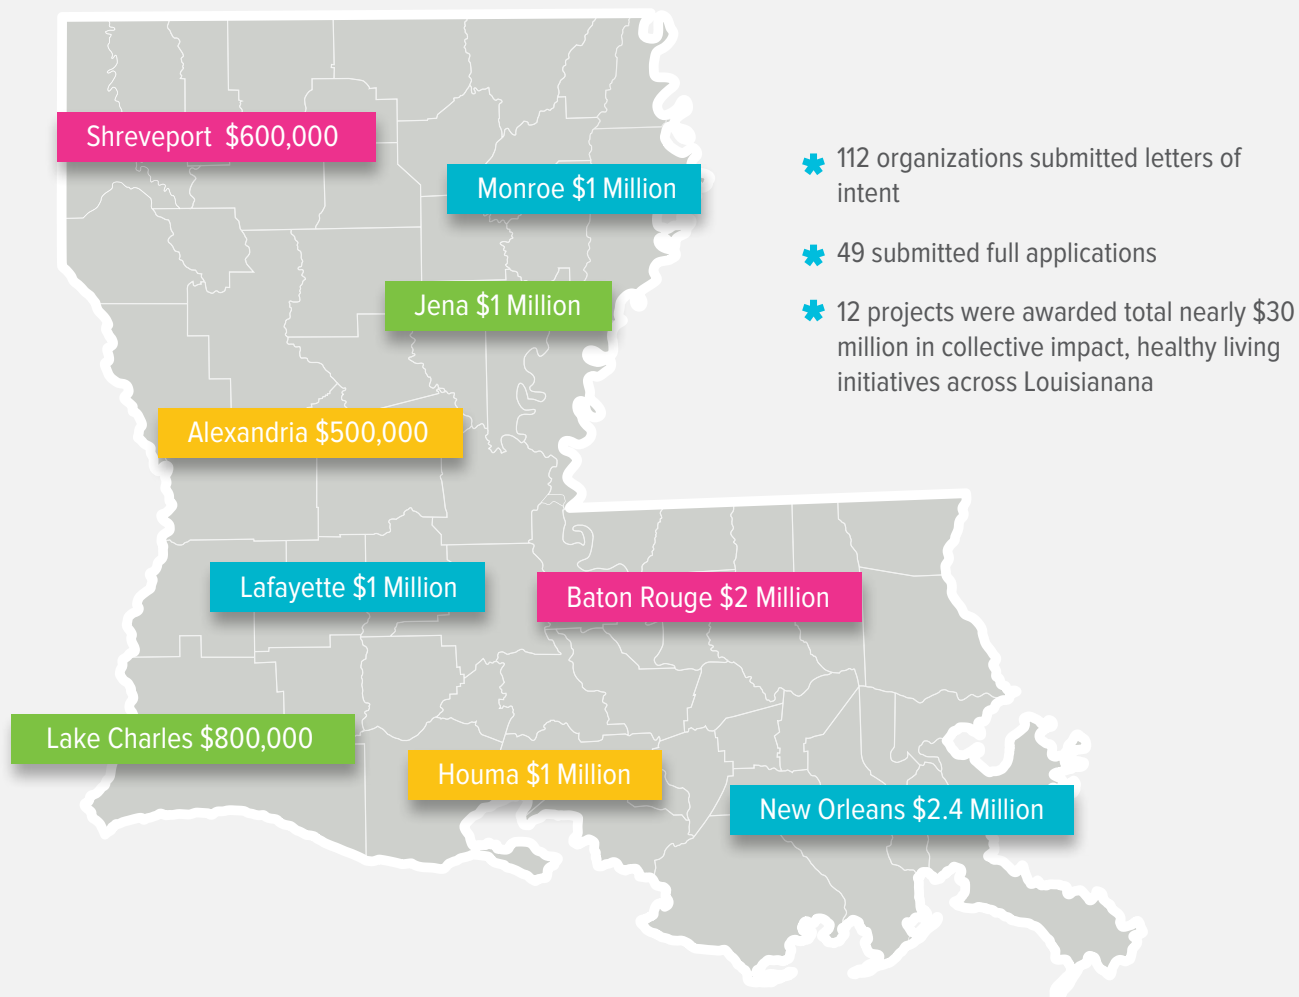 Shreveport $600,000
Monroe $1 Million
Jena $1 Million
Alexandria $500,000
Lafayette $1 Million
Baton Rouge $2 Million
Lake Charles $800,000
Houma $1 Million
New Orleans $2.4 Million
* 112 organizations submitted letters of
intent
* 49 submitted full applications
* 12 projects were awarded total nearly $30
million in collective impact, healthy living
initiatives across Louisianana